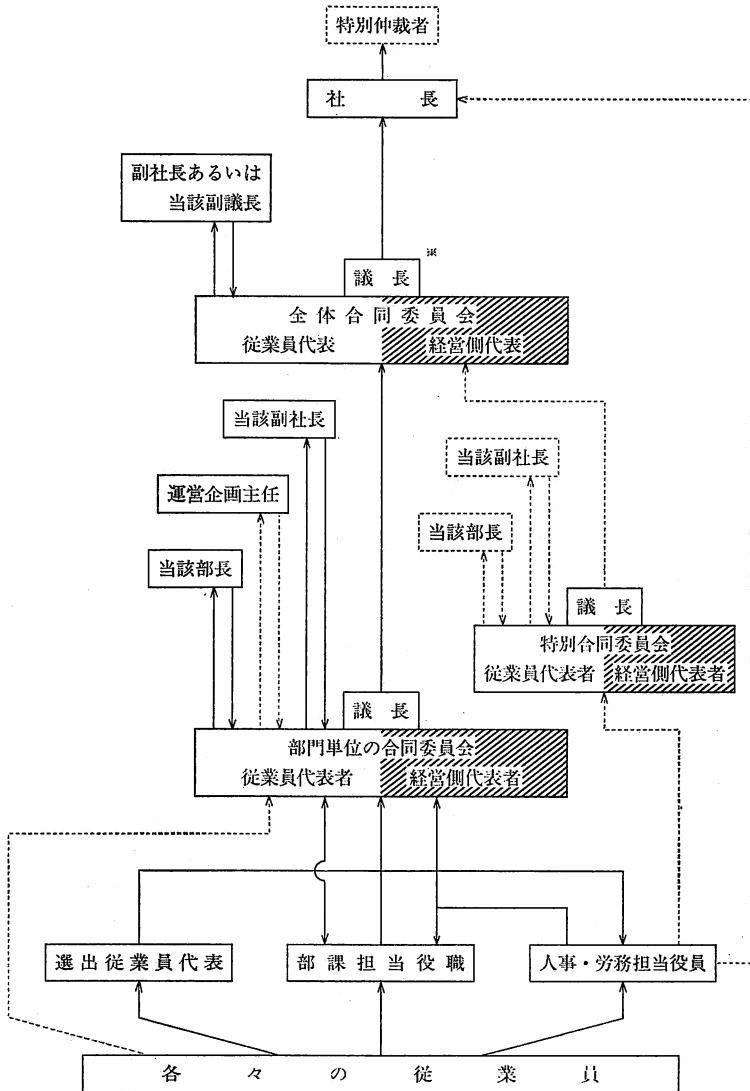 特別仲裁者
社長
副社長あるいは
当該副議長
議長
※
全体合同委員会
従業員代表 経営側代表
当該副社長
当該副社長
運営企画主任
当該部長
当該部長
議長
特別合同委員会
従業員代表者 経営側代表者
議長
部門単位の合同委員会
従業員代表者 経営側代表者
選出従業員代表
部課担当役職
人事・労務担当役員
各々の従業員